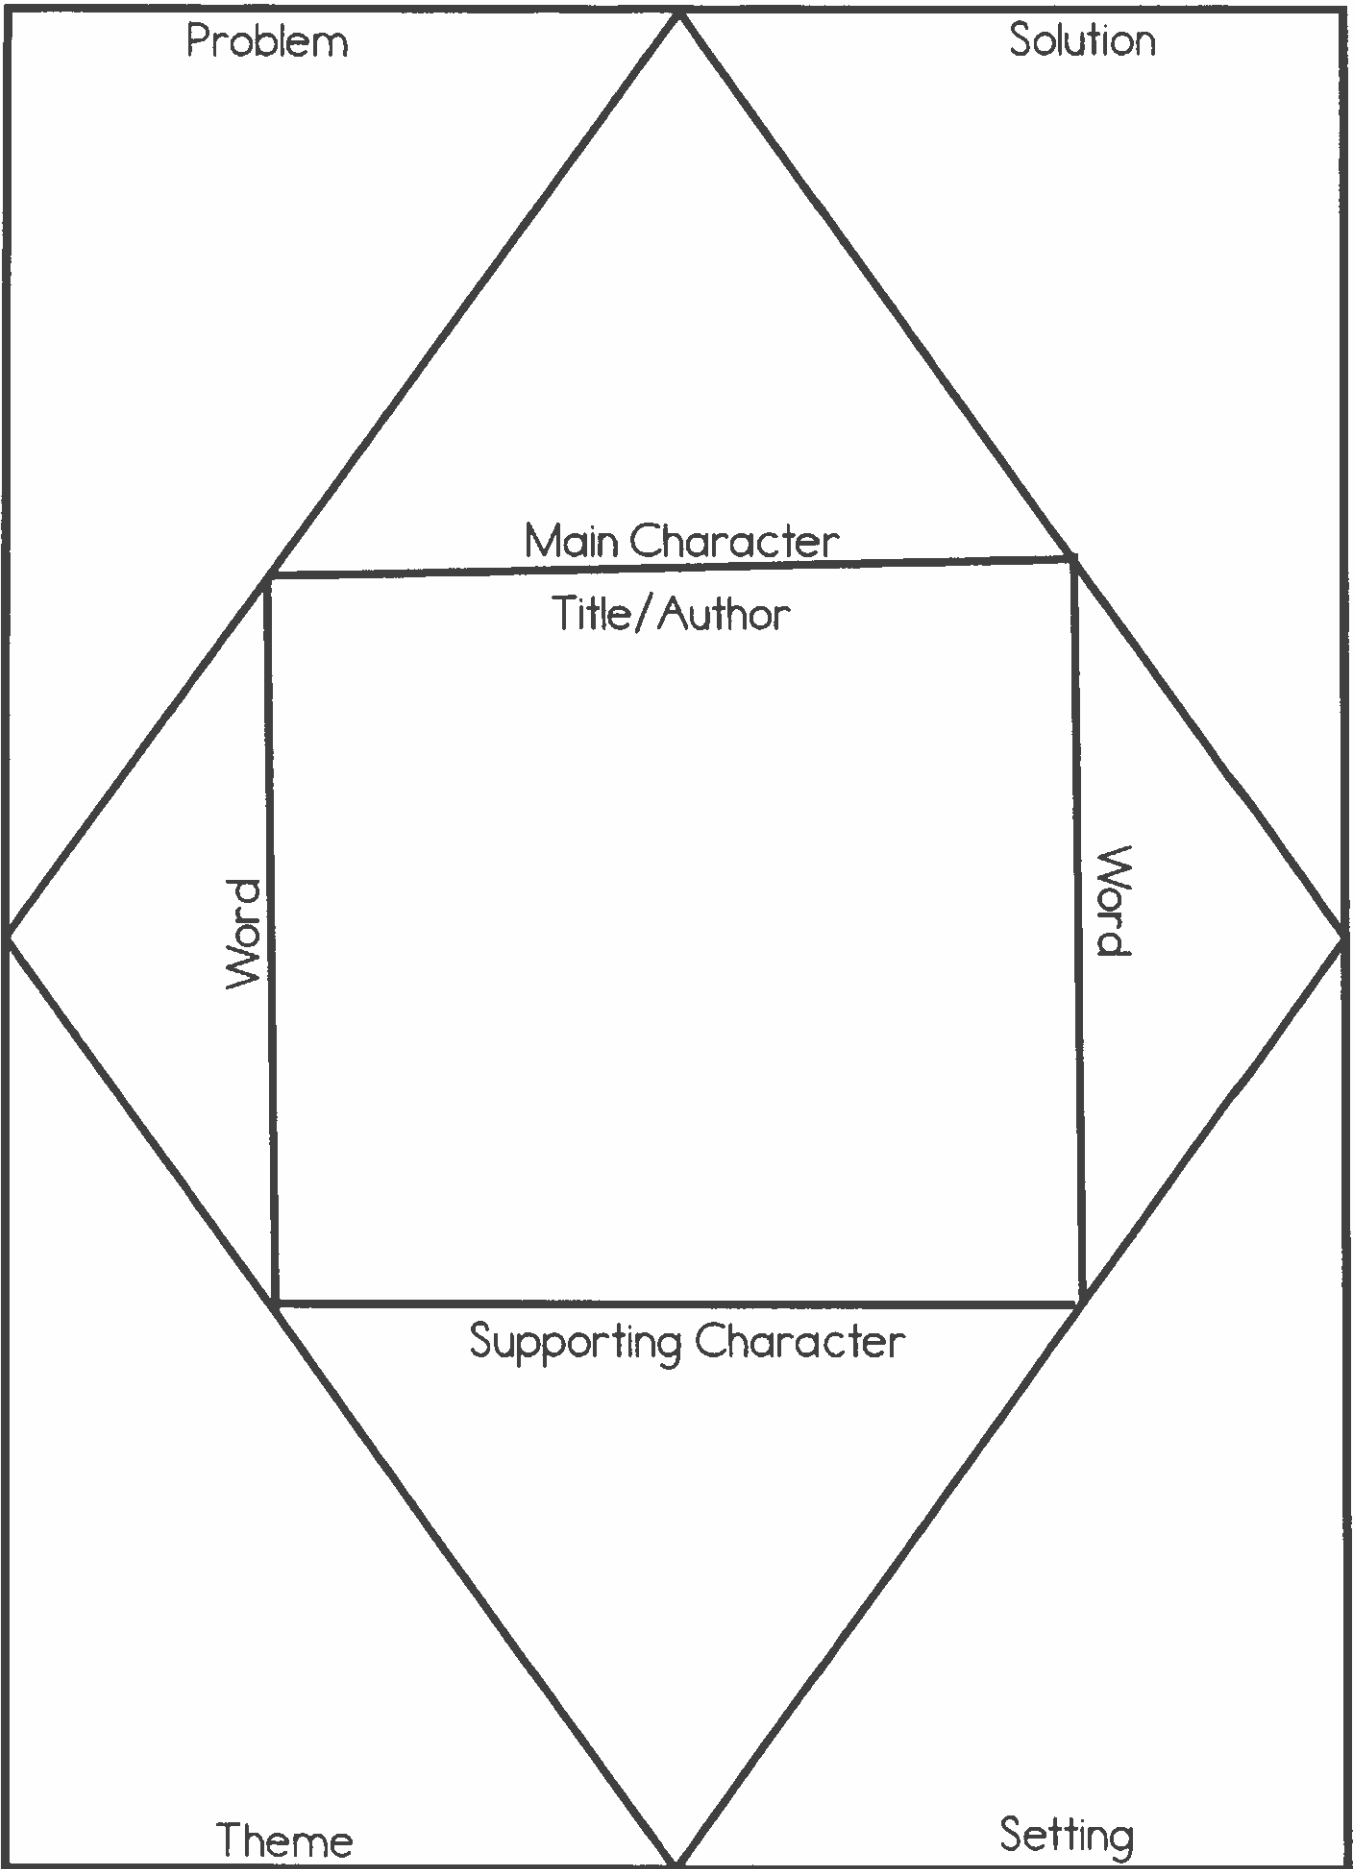 Problem
Solution
Main Character
Title/Author
Word
Word
Supporting Character
Theme
Setting